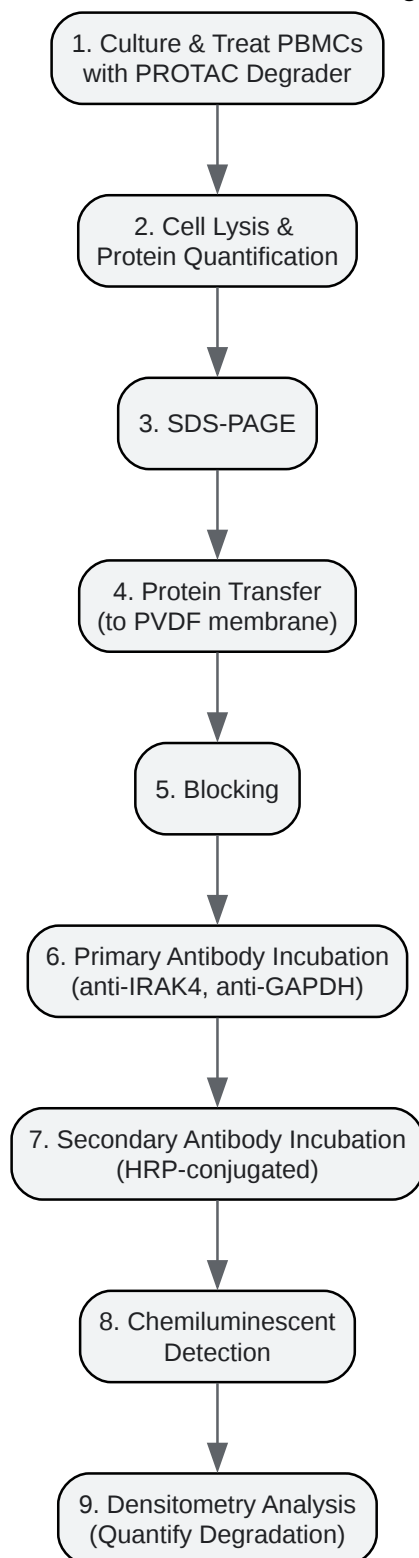 1. Culture & Treat PBMCs
with PROTAC Degrader
2. Cell Lysis &
Protein Quantification
3. SDS-PAGE
4. Protein Transfer
(to PVDF membrane)
5. Blocking
6. Primary Antibody Incubation
(anti-IRAK4, anti-GAPDH)
7. Secondary Antibody Incubation
(HRP-conjugated)
8. Chemiluminescent
Detection
9. Densitometry Analysis
(Quantify Degradation)